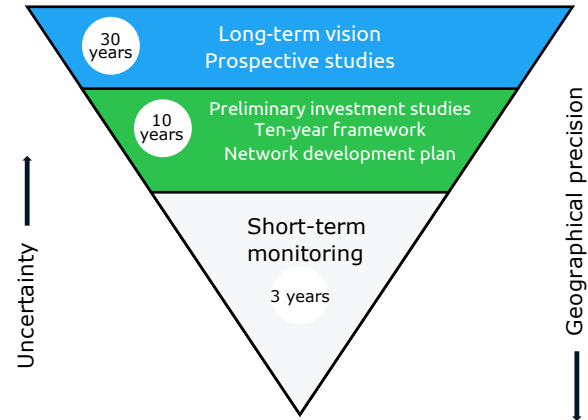 30
years
Long-term vision
Prospective studies
10
years
Preliminary investment studies
Ten-year framework
Network development plan
Short-term
monitoring
3 years
Uncertainty
Geographical precision